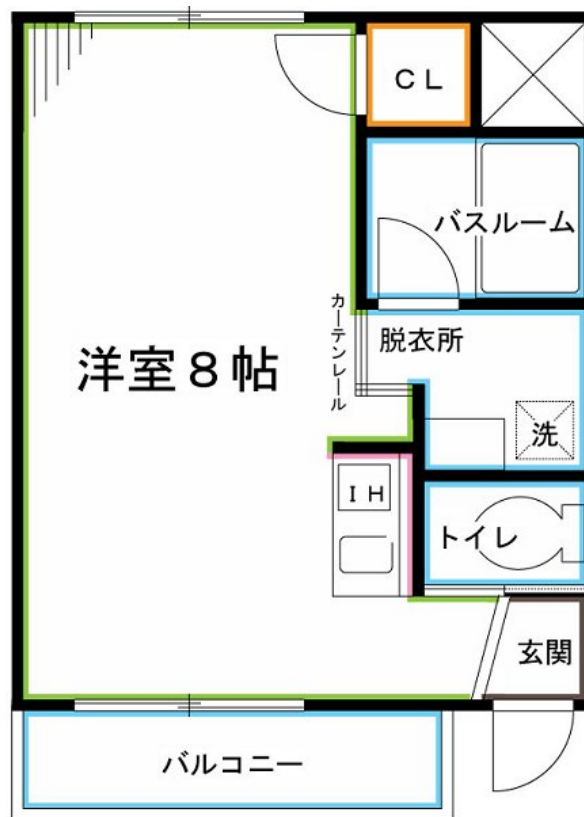 CL
バスルーム
カーテンレール
脱衣所
洋室8帖
洗
IH
トイレ
玄関
バルコニー